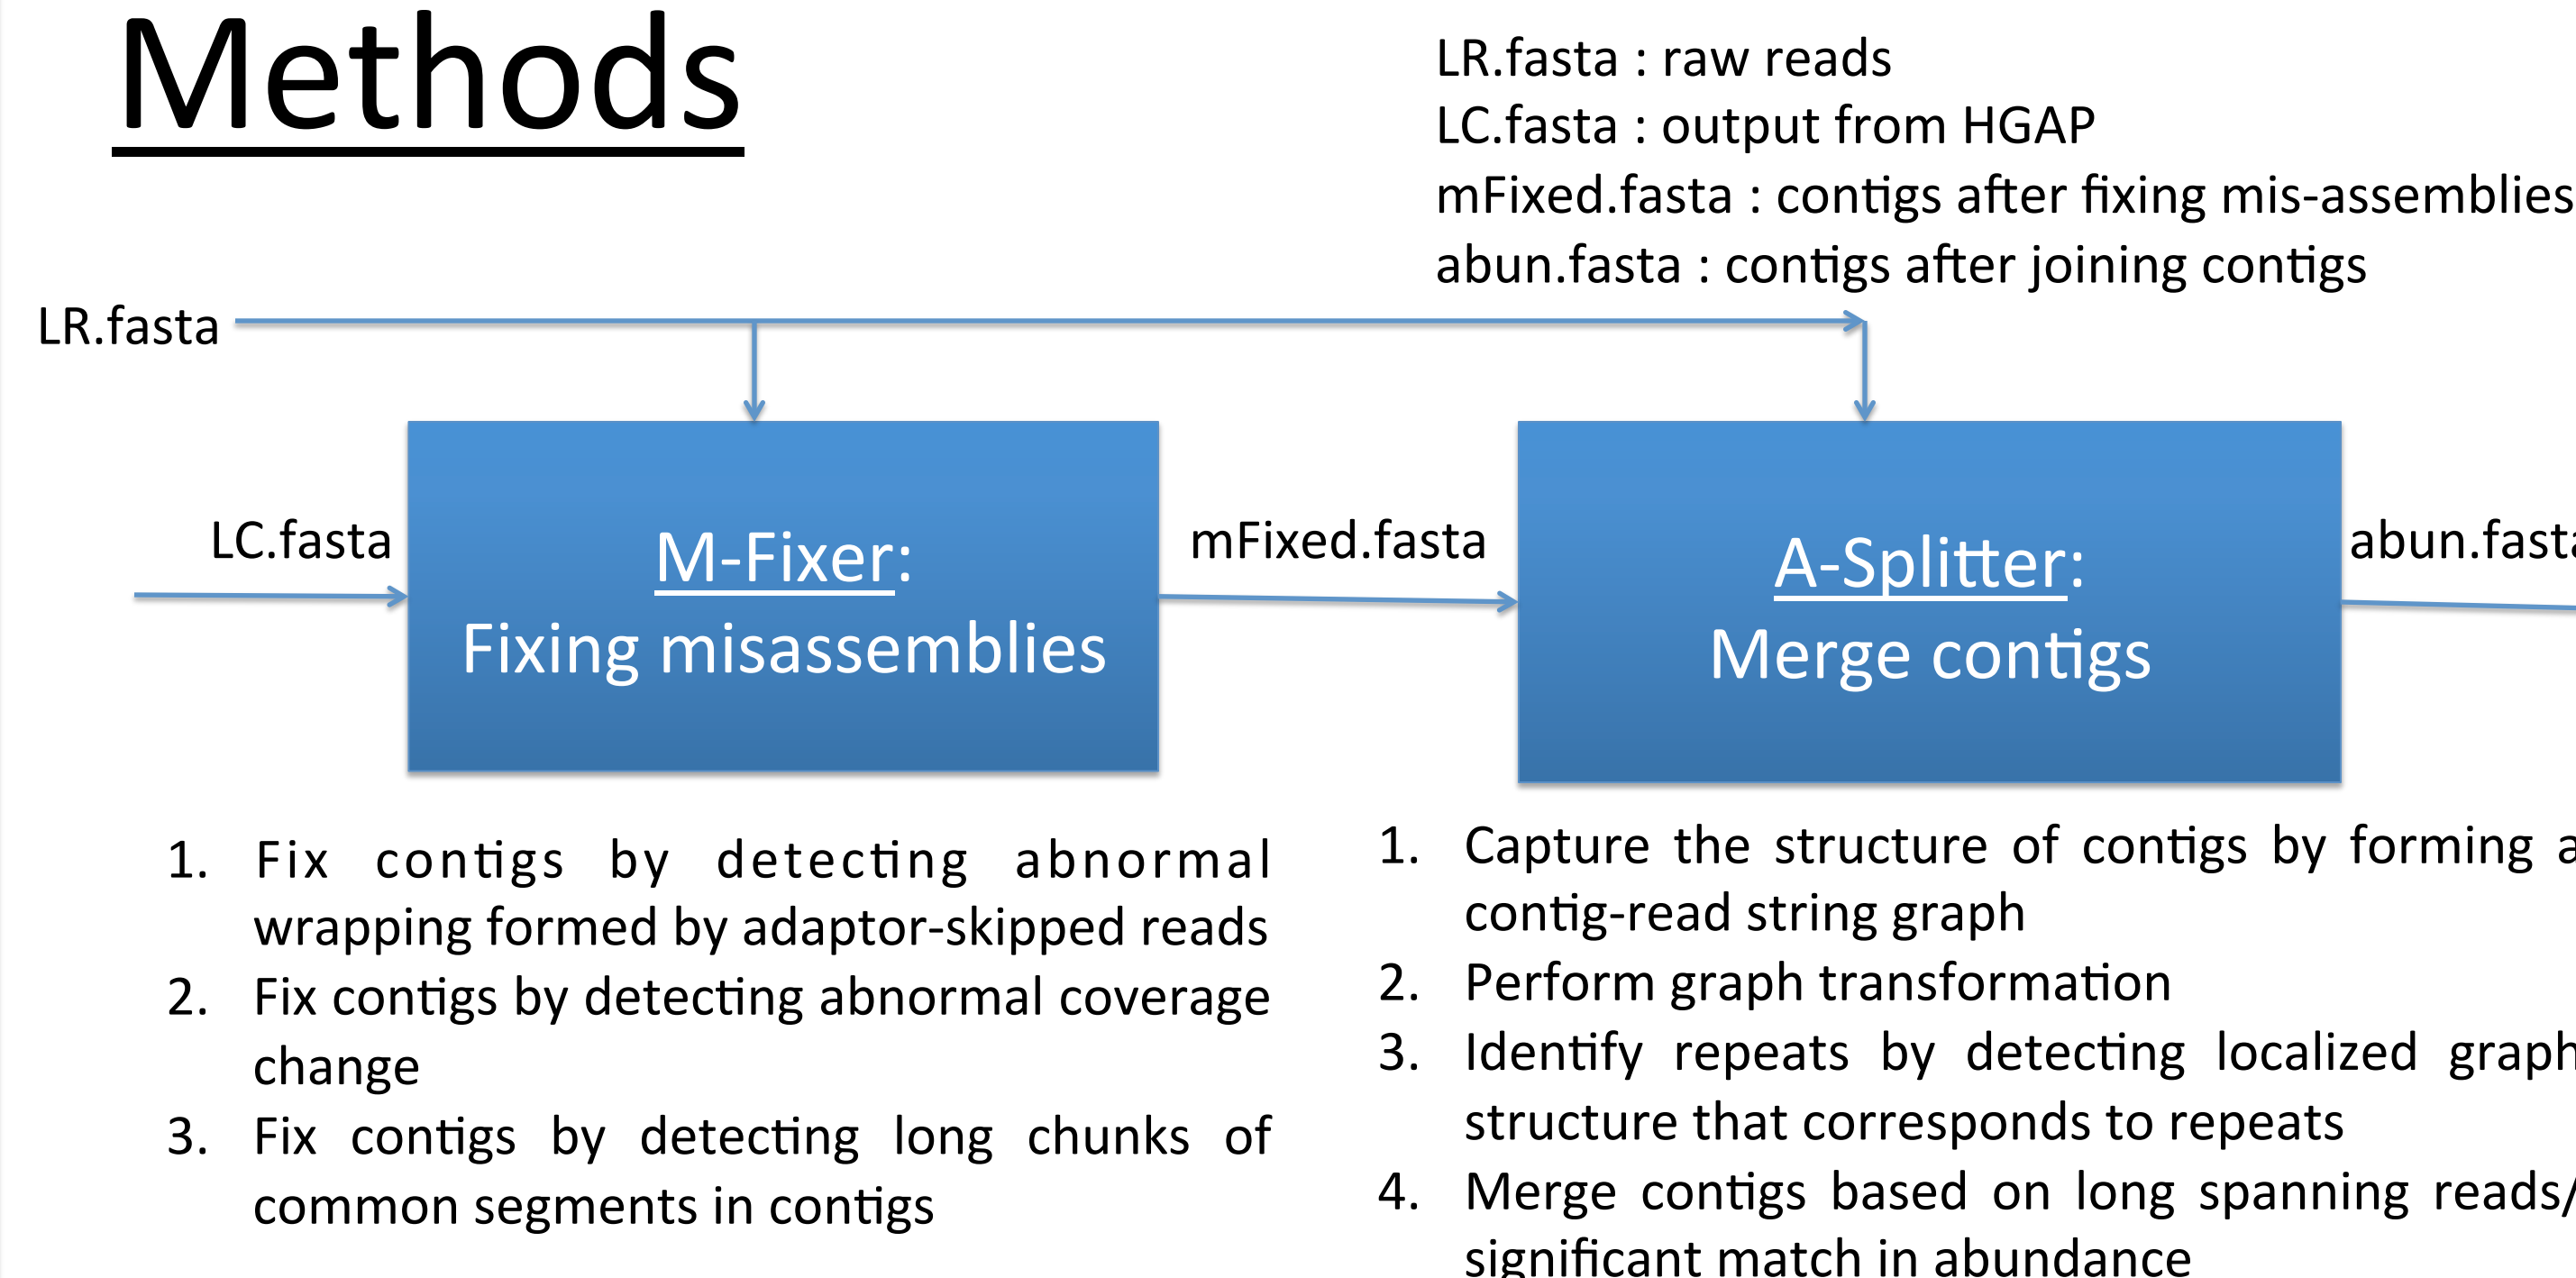 Methods
LR.fasta : raw reads
LC.fasta : output from HGAP
mFixed.fasta : contigs after fixing mis-assemblies
abun.fasta : contigs after joining contigs
LR.fasta
LC.fasta
M-Fixer:
Fixing misassemblies
mFixed.fasta
A-Splitter:
Merge contigs
abun.fasta
1. Fix contigs by detecting abnormal
wrapping formed by adaptor-skipped reads
2. Fix contigs by detecting abnormal coverage
change
3. Fix contigs by detecting long chunks of
common segments in contigs
1. Capture the structure of contigs by forming a
contig-read string graph
2. Perform graph transformation
3. Identify repeats by detecting localized graph
structure that corresponds to repeats
4. Merge contigs based on long spanning reads/
significant match in abundance